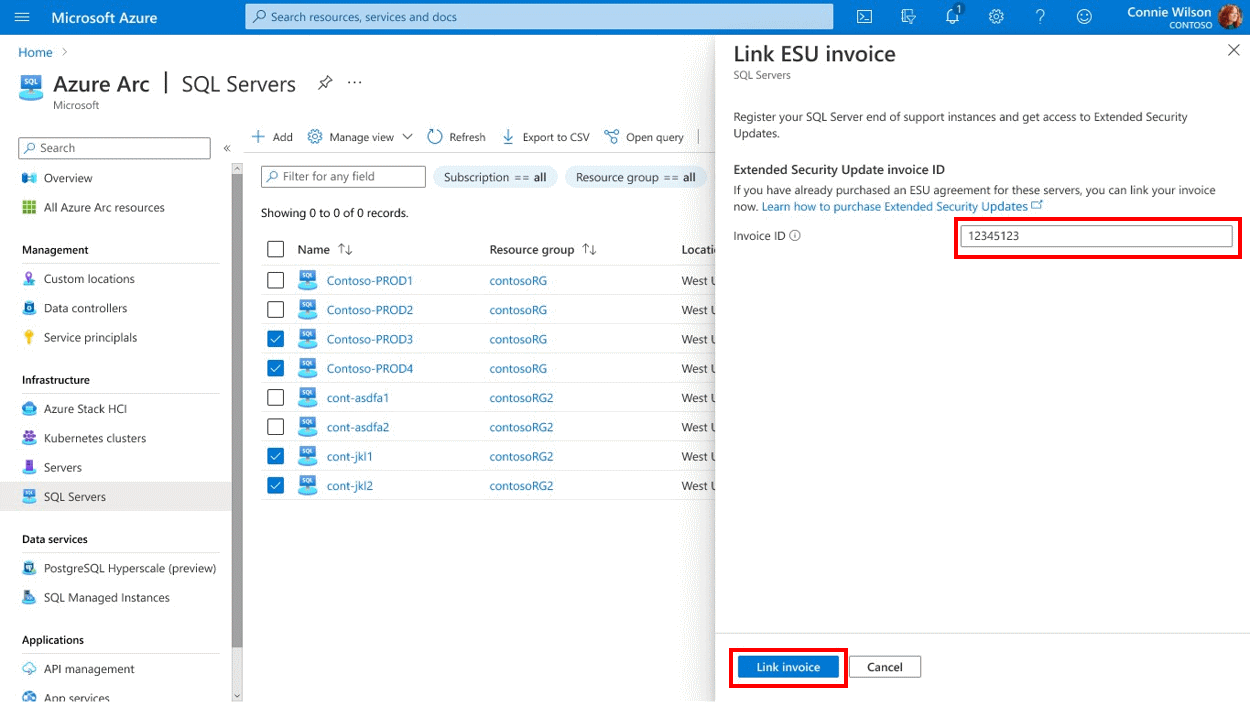 Microsoft Azure
Search resources, services and docs
1
Connie Wilson
CONTOSO
Home
Azure Arc | SQL Servers
Microsoft
Search
Overview
All Azure Arc resources
Management
Custom locations
Data controllers
Service principlals
Infrastructure
Azure Stack HCI
Kubernetes clusters
Servers
SQL Servers
Data services
PostgreSQL Hyperscale (preview)
SQL Managed Instances
Applications
API management
App services
Add Manage view Refresh Export to CSV Open query
Filter for any field Subscription == all Resource group == all
Showing 0 to 0 of 0 records.
Name Resource group Locati
Contoso-PROD1 contosoRG West U
Contoso-PROD2 contosoRG West U
Contoso-PROD3 contosoRG West U
Contoso-PROD4 contosoRG West U
cont-asdfa1 contosoRG2 West U
cont-asdfa2 contosoRG2 West U
cont-jkl1 contosoRG2 West U
cont-jkl2 contosoRG2 West U
Link ESU invoice
SQL Servers
Register your SQL Server end of support instances and get access to Extended Security
Updates.
Extended Security Update invoice ID
If you have already purchased an ESU agreement for these servers, you can link your invoice
now. Learn how to purchase Extended Security Updates
Invoice ID 12345123
Link invoice Cancel